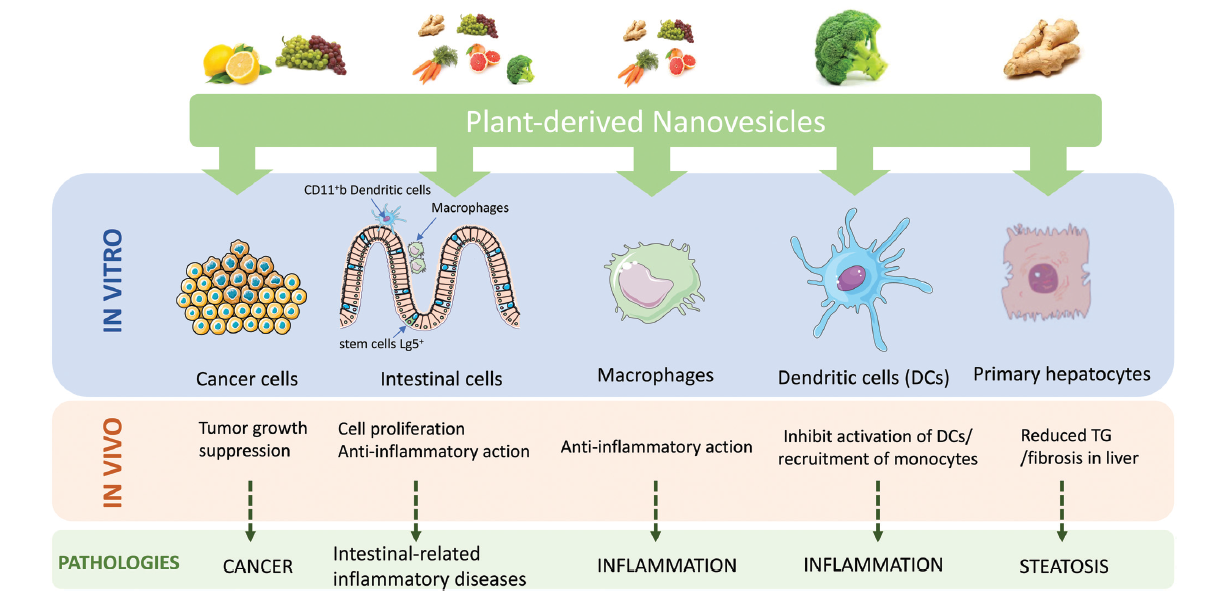 Plant-derived Nanovesicles
IN VITRO
CD11⁺b Dendritic cells
Macrophages
stem cells Lg5⁺
Cancer cells
Intestinal cells
Macrophages
Dendritic cells (DCs)
Primary hepatocytes
IN VIVO
Tumor growth
suppression
Cell proliferation
Anti-inflammatory action
Anti-inflammatory action
Inhibit activation of DCs/
recruitment of monocytes
Reduced TG
/fibrosis in liver
PATHOLOGIES
CANCER
Intestinal-related
inflammatory diseases
INFLAMMATION
INFLAMMATION
STEATOSIS